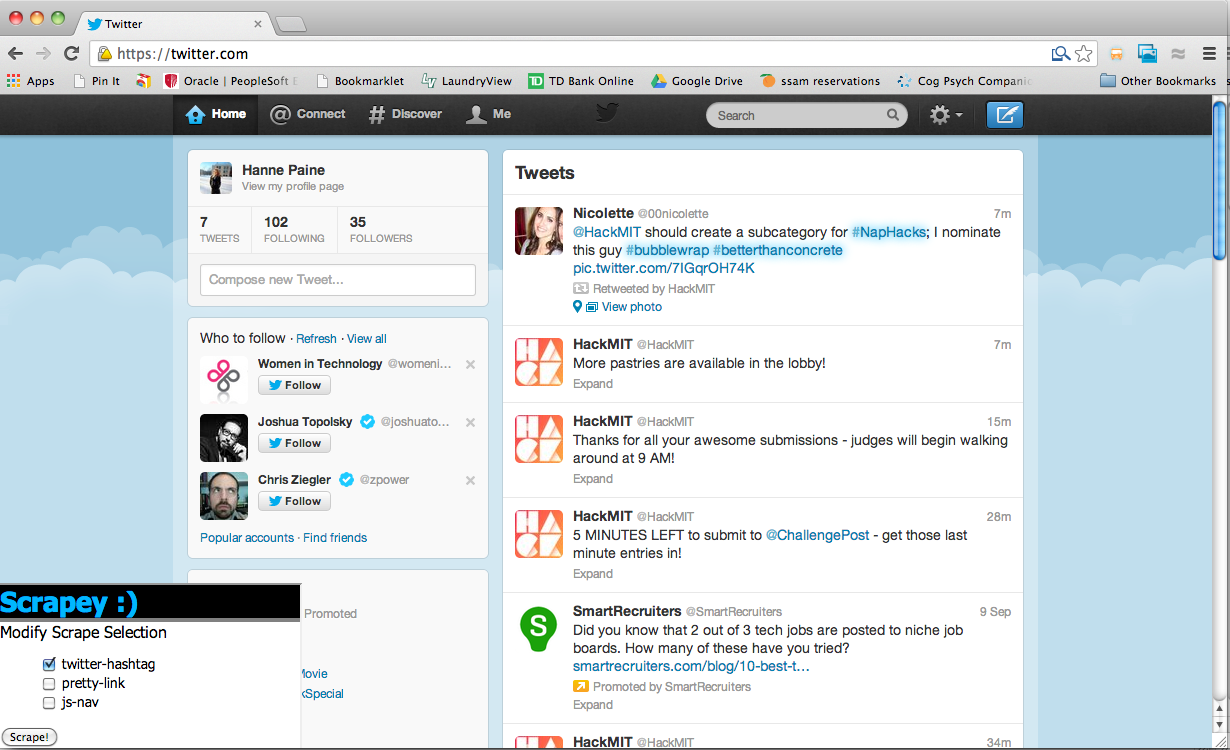 Twitter
https://twitter.com
Apps
Pin It
Oracle | PeopleSoft E
Bookmarklet
LaundryView
TD Bank Online
Google Drive
ssam reservations
Cog Psych Companio
Other Bookmarks
Home
Connect
Discover
Me
Search
Hanne Paine
View my profile page
7
TWEETS
102
FOLLOWING
35
FOLLOWERS
Compose new Tweet...
Who to follow · Refresh · View all
Women in Technology @womeni...
Follow
Joshua Topolsky @joshuato...
Follow
Chris Ziegler @zpower
Follow
Popular accounts · Find friends
Promoted
Movie
kSpecial
Scrapey :)
Modify Scrape Selection
twitter-hashtag
pretty-link
js-nav
Scrape!
Tweets
Nicolette @00nicolette 7m
@HackMIT should create a subcategory for #NapHacks; I nominate
this guy #bubblewrap #betterthanconcrete
pic.twitter.com/7IGqrOH74K
Retweeted by HackMIT
View photo
HackMIT @HackMIT 7m
More pastries are available in the lobby!
Expand
HackMIT @HackMIT 15m
Thanks for all your awesome submissions - judges will begin walking
around at 9 AM!
Expand
HackMIT @HackMIT 28m
5 MINUTES LEFT to submit to @ChallengePost - get those last
minute entries in!
Expand
S
SmartRecruiters @SmartRecruiters 9 Sep
Did you know that 2 out of 3 tech jobs are posted to niche job
boards. How many of these have you tried?
smartrecruiters.com/blog/10-best-t...
Promoted by SmartRecruiters
Expand
HackMIT @HackMIT 34m